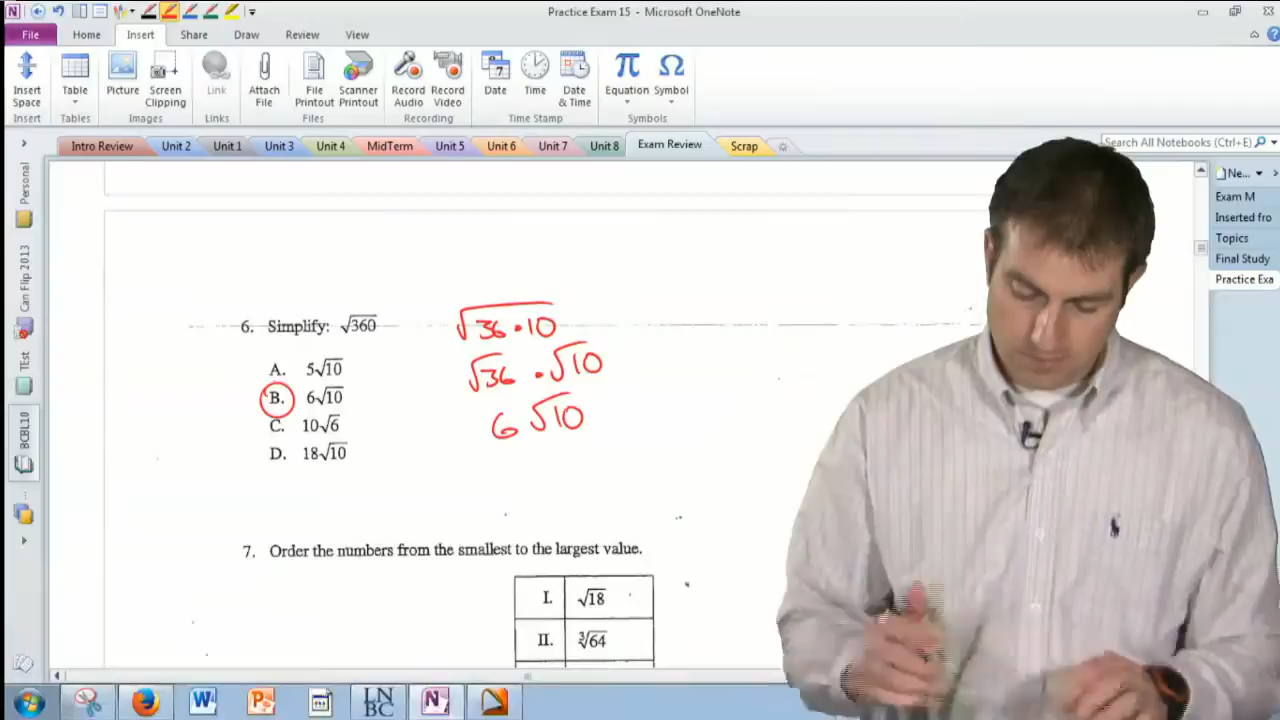 Practice Exam 15 - Microsoft OneNote
File Home Insert Share Draw Review View
Insert Space Table Picture Screen Clipping Link Attach File File Printout Scanner Printout Record Audio Record Video Date Time Date & Time Equation Symbol
Insert Tables Images Links Files Recording Time Stamp Symbols
Intro Review Unit 2 Unit 1 Unit 3 Unit 4 MidTerm Unit 5 Unit 6 Unit 7 Unit 8 Exam Review Scrap
Search All Notebooks (Ctrl+E)
Personal
Can Flip 2013
TEst
BCBL10
Ne...
Exam M
Inserted fro
Topics
Final Study
Practice Exa
6. Simplify: √360
A. 5√10
B. 6√10
C. 10√6
D. 18√10
√36·10
√36 · √10
6√10
7. Order the numbers from the smallest to the largest value.
I. √18
II. ∛64
W P LN BC N